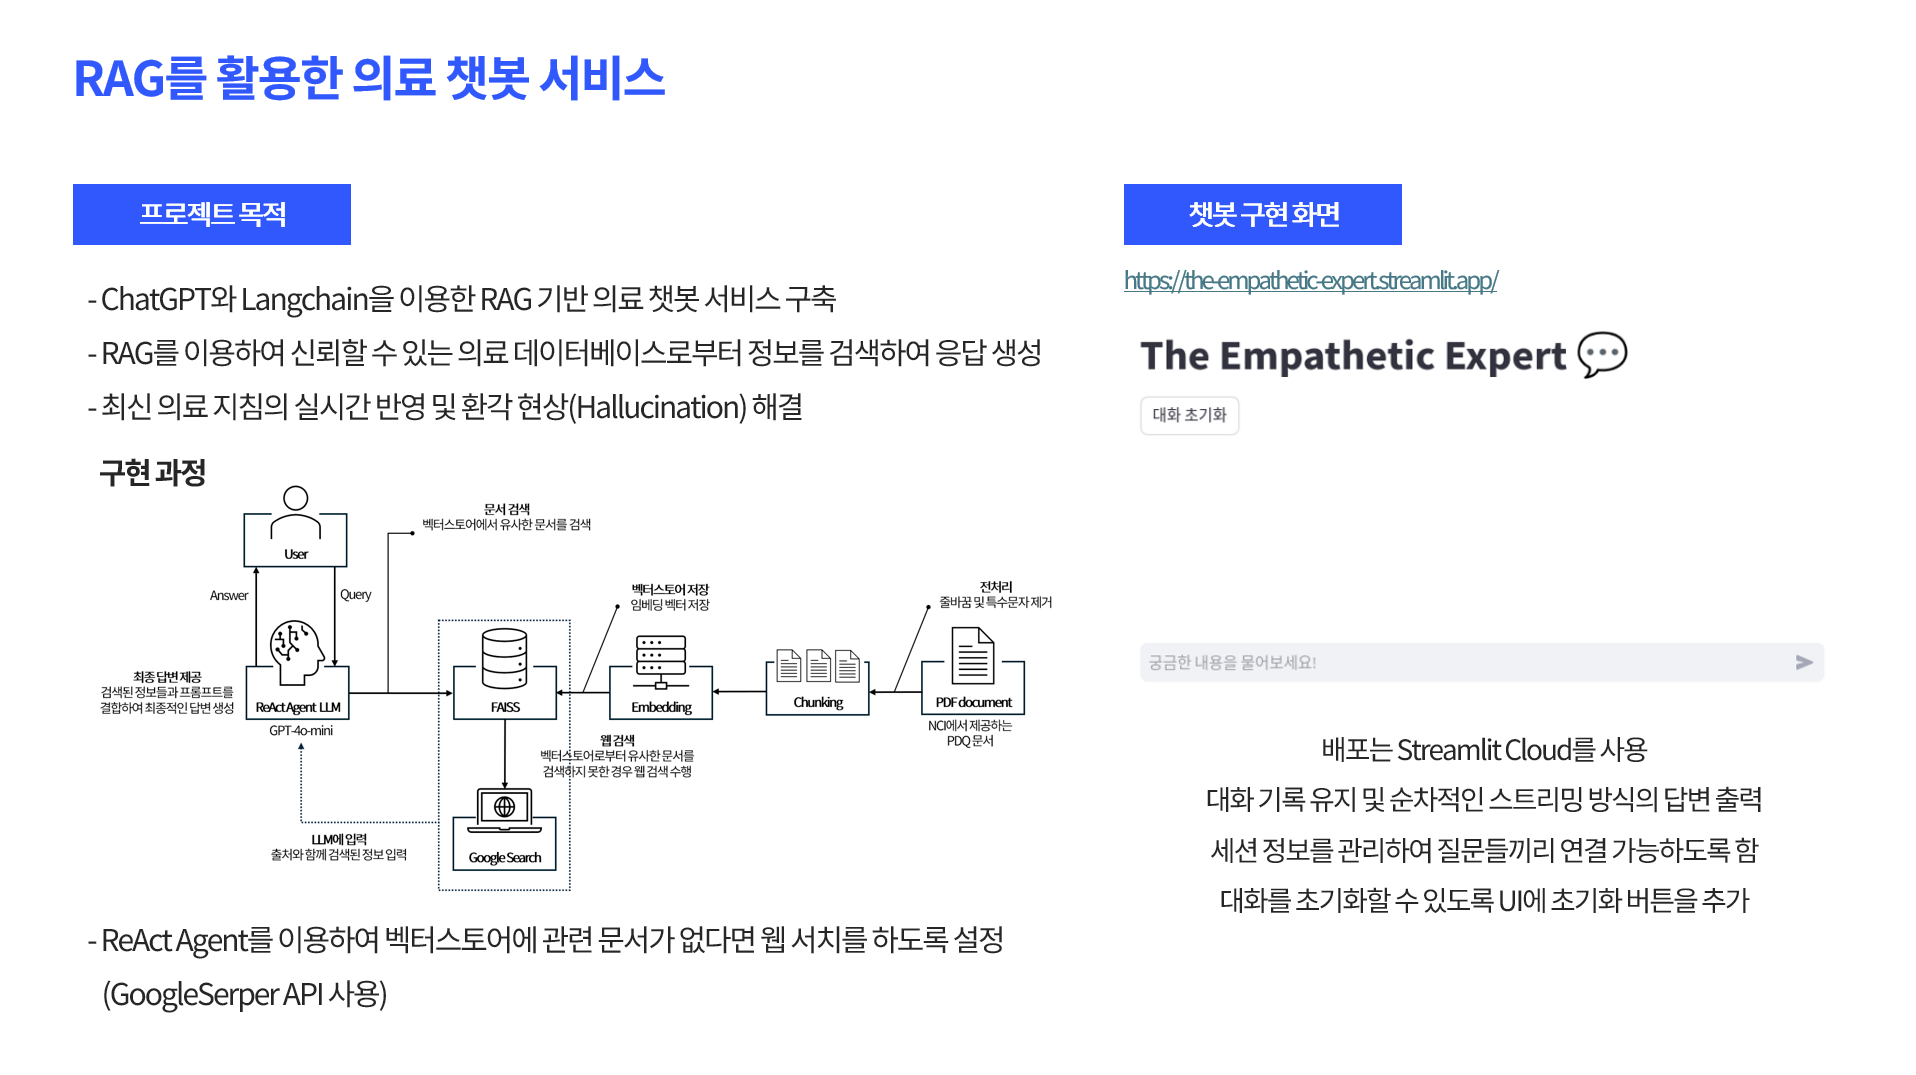 RAG를 활용한 의료 챗봇 서비스
프로젝트 목적
- ChatGPT와 Langchain을 이용한 RAG 기반 의료 챗봇 서비스 구축
- RAG를 이용하여 신뢰할 수 있는 의료 데이터베이스로부터 정보를 검색하여 응답 생성
- 최신 의료 지침의 실시간 반영 및 환각 현상(Hallucination) 해결
구현 과정
User
Answer
Query
문서 검색
벡터스토어에서 유사한 문서를 검색
벡터스토어 저장
임베딩 벡터 저장
전처리
줄바꿈 및 특수문자 제거
최종 답변 제공
검색된 정보들과 프롬프트를
결합하여 최종적인 답변 생성
ReAct Agent LLM
GPT-4o-mini
FAISS
Embedding
Chunking
PDF document
NCI에서 제공하는
PDQ 문서
웹 검색
벡터스토어로부터 유사한 문서를
검색하지 못한 경우 웹 검색 수행
LLM에 입력
출처와 함께 검색된 정보 입력
Google Search
- ReAct Agent를 이용하여 벡터스토어에 관련 문서가 없다면 웹 서치를 하도록 설정
(GoogleSerper API 사용)
챗봇 구현 화면
https://the-empathetic-expert.streamlit.app/
The Empathetic Expert 💬
대화 초기화
궁금한 내용을 물어보세요!
배포는 Streamlit Cloud를 사용
대화 기록 유지 및 순차적인 스트리밍 방식의 답변 출력
세션 정보를 관리하여 질문들끼리 연결 가능하도록 함
대화를 초기화할 수 있도록 UI에 초기화 버튼을 추가